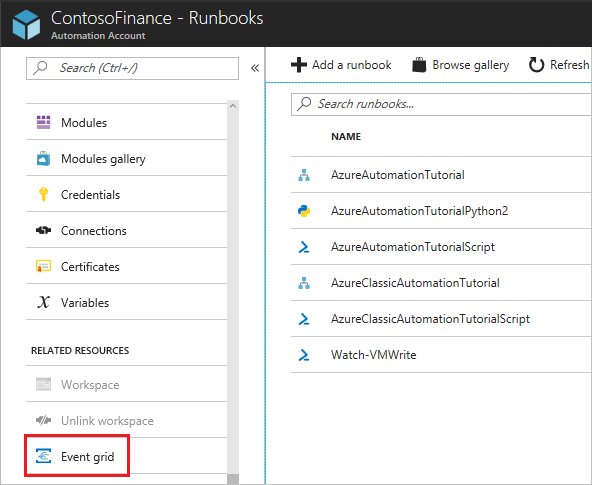 ContosoFinance - Runbooks
Automation Account
Search (Ctrl+/)
Modules
Modules gallery
Credentials
Connections
Certificates
Variables
RELATED RESOURCES
Workspace
Unlink workspace
Event grid
Add a runbook Browse gallery Refresh
Search runbooks...
NAME
AzureAutomationTutorial
AzureAutomationTutorialPython2
AzureAutomationTutorialScript
AzureClassicAutomationTutorial
AzureClassicAutomationTutorialScript
Watch-VMWrite